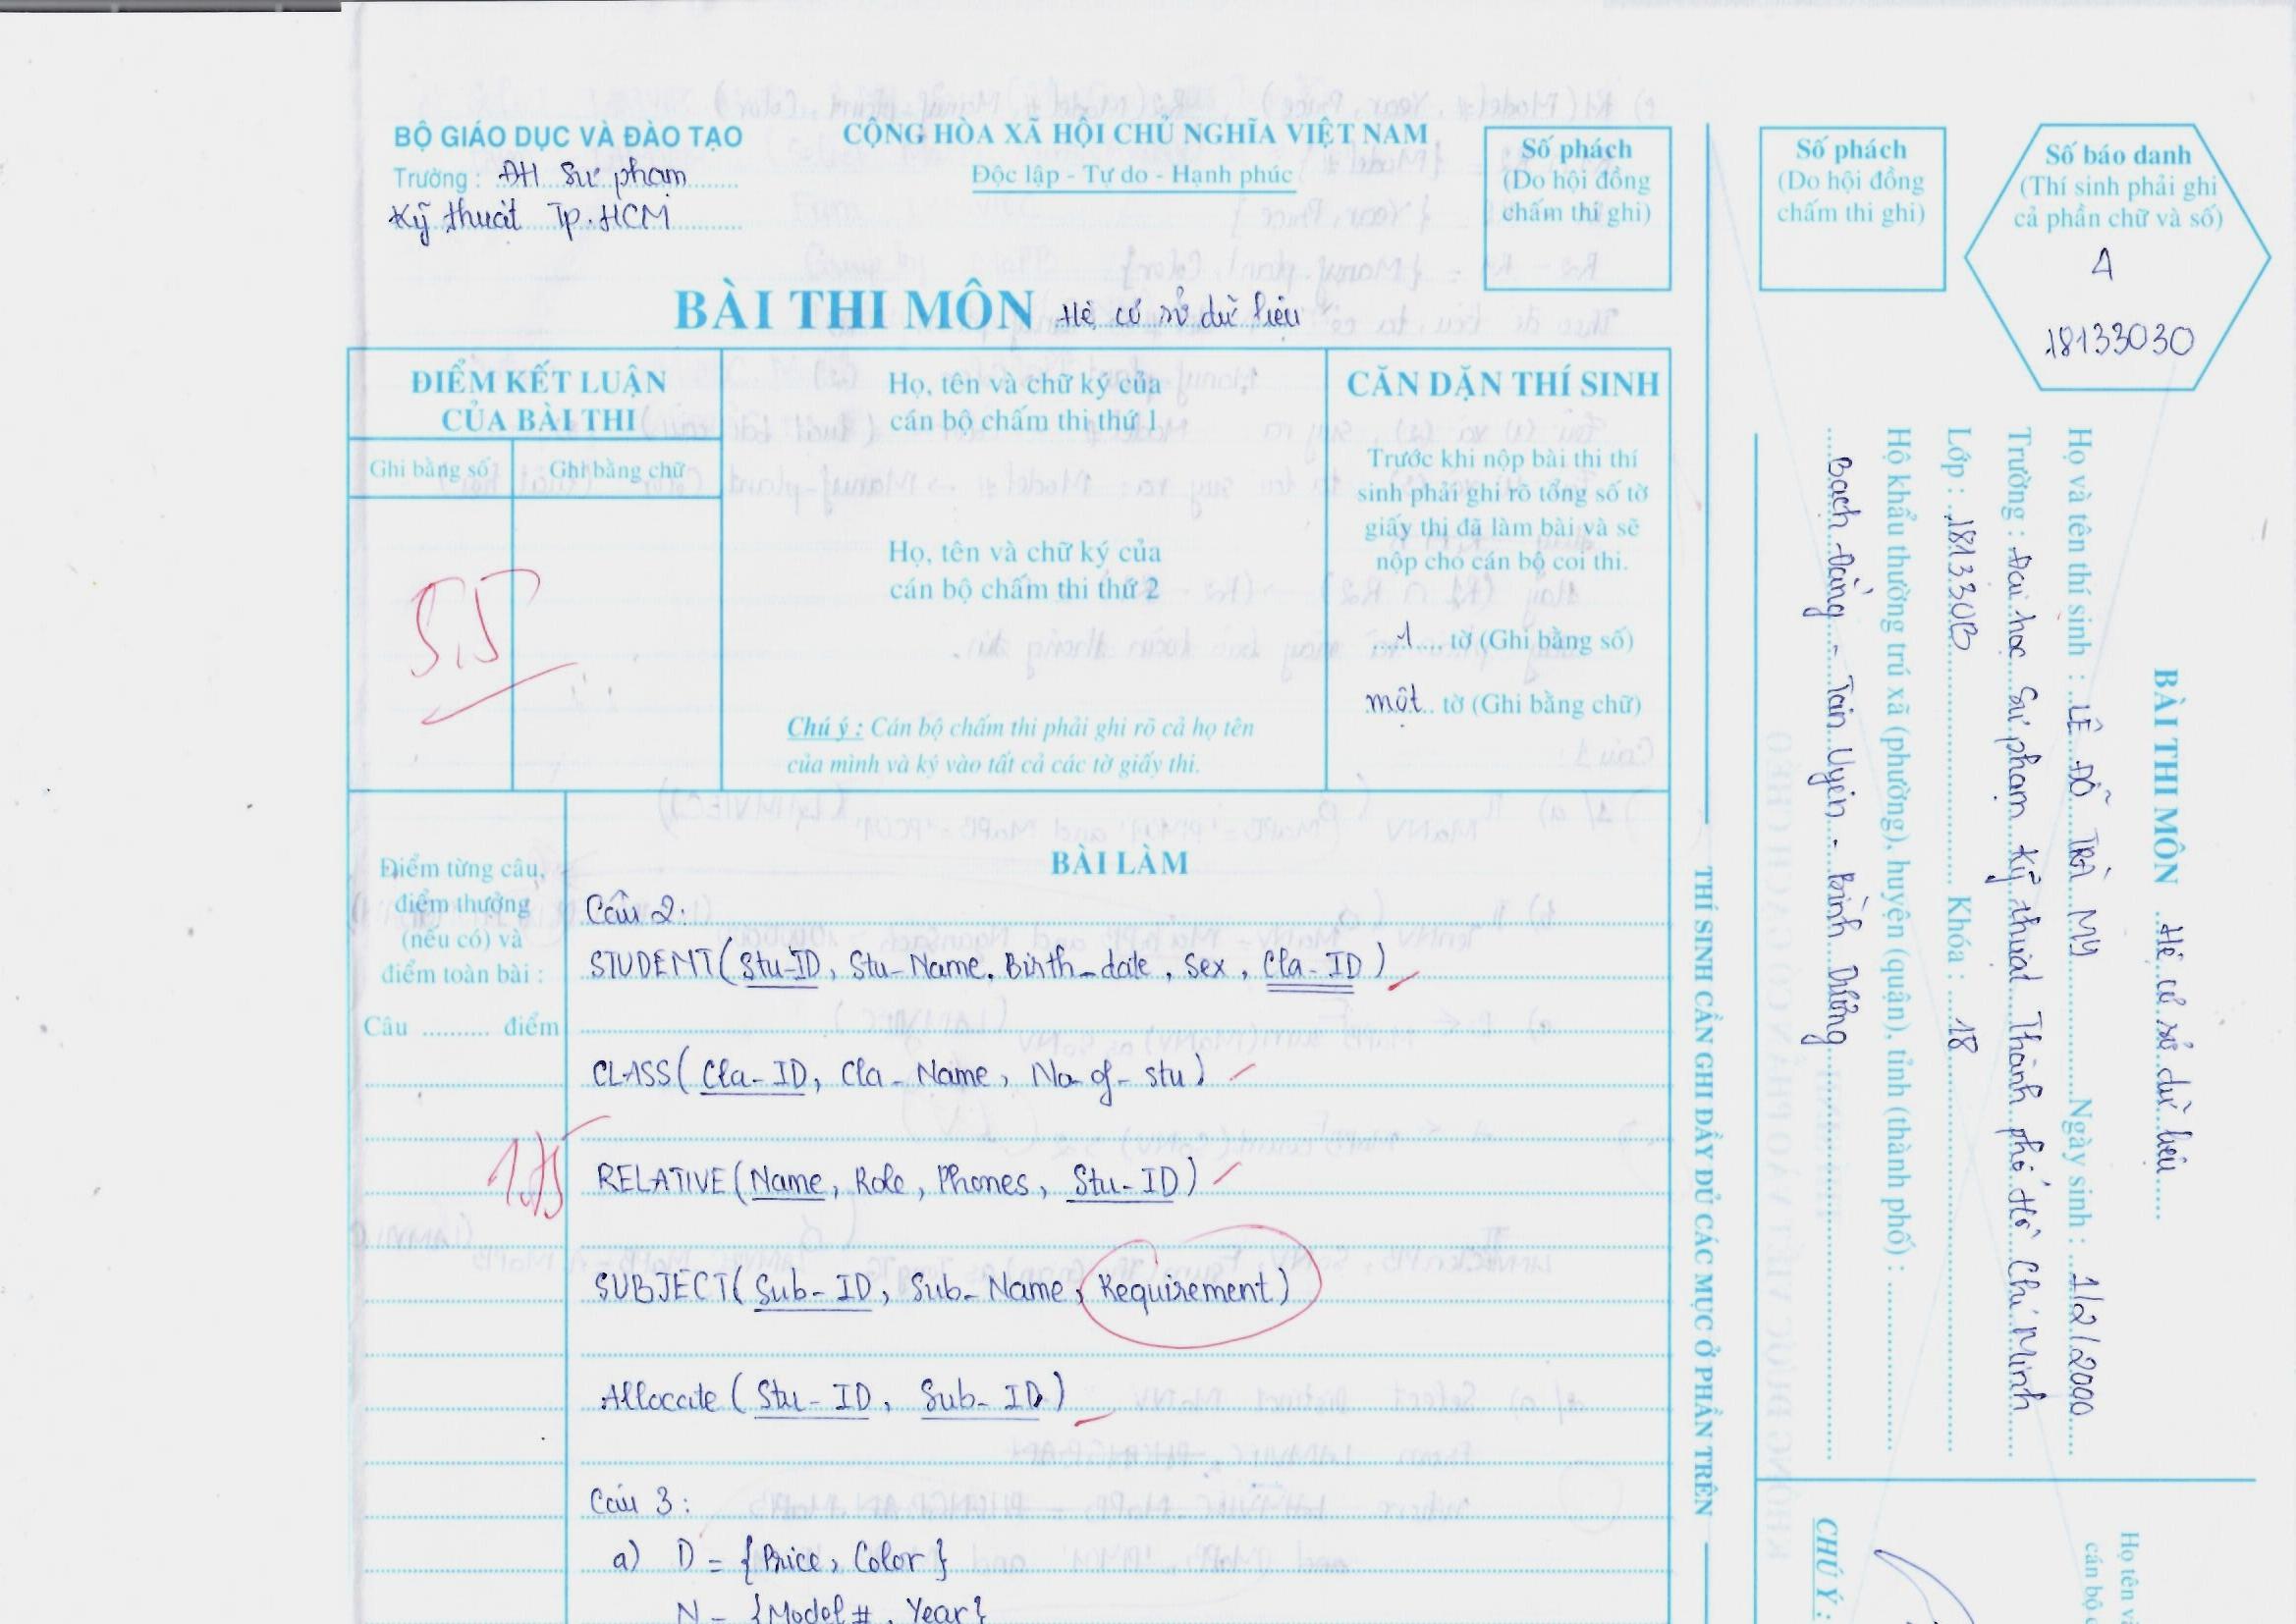 BỘ GIÁO DỤC VÀ ĐÀO TẠO
Trường : ĐH Sư phạm
Kỹ thuật Tp.HCM
CỘNG HÒA XÃ HỘI CHỦ NGHĨA VIỆT NAM
Độc lập - Tự do - Hạnh phúc
Số phách
(Do hội đồng
chấm thi ghi)
Số phách
(Do hội đồng
chấm thi ghi)
Số báo danh
(Thí sinh phải ghi
cả phần chữ và số)
18133030
BÀI THI MÔN Hệ cơ sở dữ liệu
ĐIỂM KẾT LUẬN
CỦA BÀI THI
Ghi bằng số
Ghi bằng chữ
5,5
Họ, tên và chữ ký của
cán bộ chấm thi thứ 1
Họ, tên và chữ ký của
cán bộ chấm thi thứ 2
Chú ý : Cán bộ chấm thi phải ghi rõ cả họ tên
của mình và ký vào tất cả các tờ giấy thi.
CĂN DẶN THÍ SINH
Trước khi nộp bài thi thí
sinh phải ghi rõ tổng số tờ
giấy thi đã làm bài và sẽ
nộp cho cán bộ coi thi.
1 tờ (Ghi bằng số)
một tờ (Ghi bằng chữ)
Điểm từng câu,
điểm thưởng
(nếu có) và
điểm toàn bài :
Câu .......... điểm
1.75
BÀI LÀM
Câu 2:
STUDENT(Stu-ID, Stu-Name, Birth-date, Sex, Cla-ID)
CLASS(Cla-ID, Cla-Name, No-of-stu)
RELATIVE(Name, Role, Phones, Stu-ID)
SUBJECT(Sub-ID, Sub-Name, Requirement)
Allocate(Stu-ID, Sub-ID)
Câu 3:
a) D = {Price, Color}
N = {Model#, Year}
THÍ SINH CẦN GHI ĐẦY ĐỦ CÁC MỤC Ở PHẦN TRÊN
BÀI THI MÔN Hệ cơ sở dữ liệu
Họ và tên thí sinh : LÊ ĐỖ TRÀ MY Ngày sinh : 1/2/2000
Trường : Đại học Sư phạm Kỹ thuật Thành phố Hồ Chí Minh
Lớp : 18133OB Khóa : 18
Hộ khẩu thường trú xã (phường), huyện (quận), tỉnh (thành phố) :
Bạch Đằng - Tân Uyên - Bình Dương
CHÚ Ý :
Họ tên và
cán bộ c